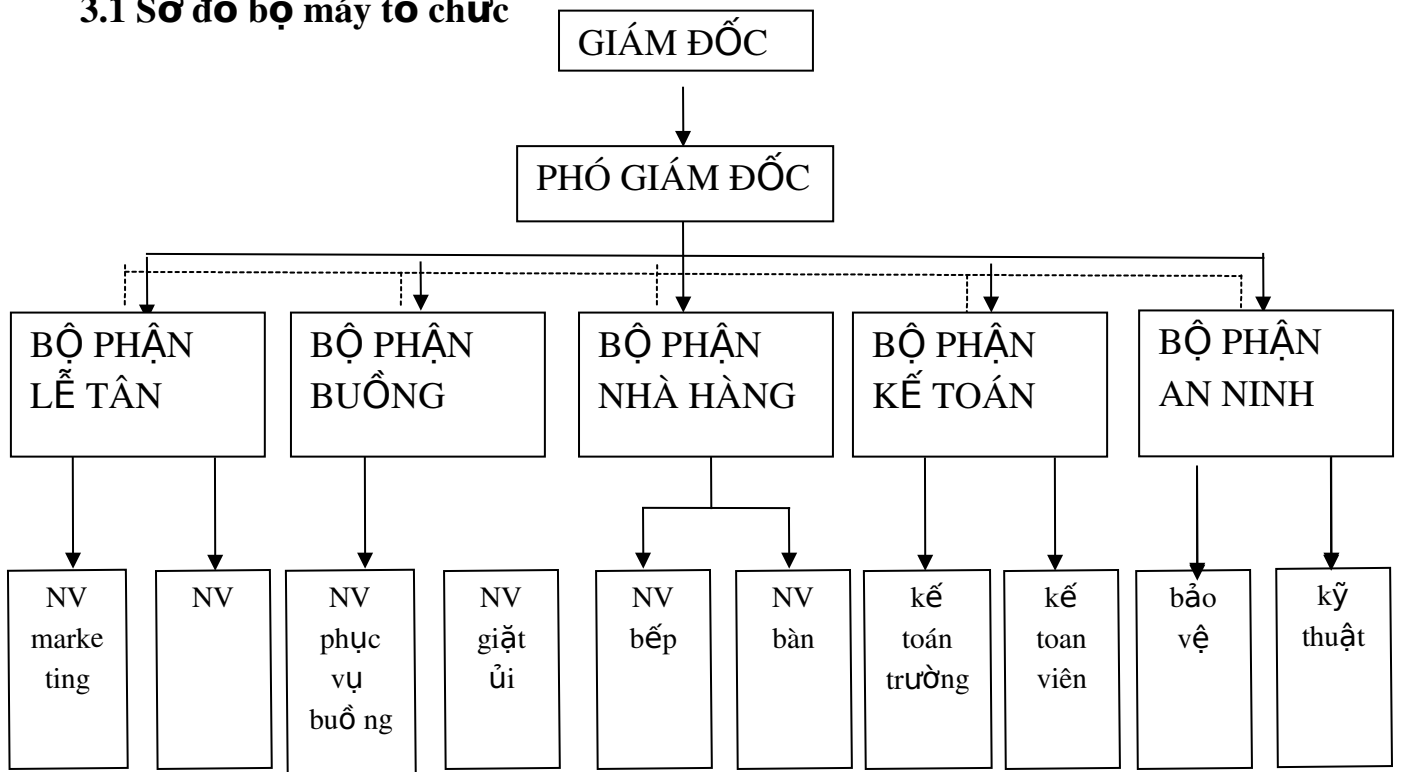 3.1 Sơ đồ bộ máy tổ chức
GIÁM ĐỐC
PHÓ GIÁM ĐỐC
BỘ PHẬN
LỄ TÂN
BỘ PHẬN
BUỒNG
BỘ PHẬN
NHÀ HÀNG
BỘ PHẬN
KẾ TOÁN
BỘ PHẬN
AN NINH
NV
marke
ting
NV
NV
phục
vụ
buồ ng
NV
giặt
ủi
NV
bếp
NV
bàn
kế
toán
trường
kế
toan
viên
bảo
vệ
kỹ
thuật